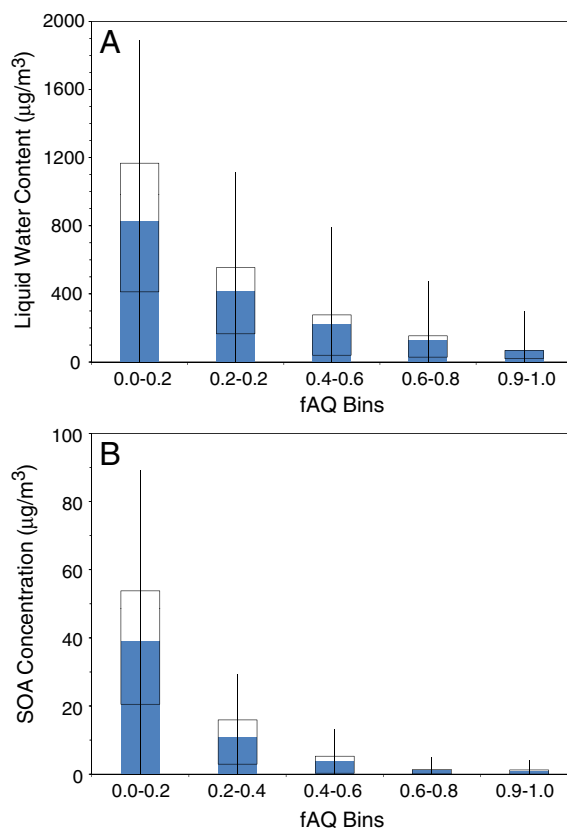 A
Liquid Water Content (µg/m³)
2000
1600
1200
800
400
0
0.0-0.2 0.2-0.2 0.4-0.6 0.6-0.8 0.9-1.0
fAQ Bins
B
SOA Concentration (µg/m³)
100
80
60
40
20
0
0.0-0.2 0.2-0.4 0.4-0.6 0.6-0.8 0.9-1.0
fAQ Bins